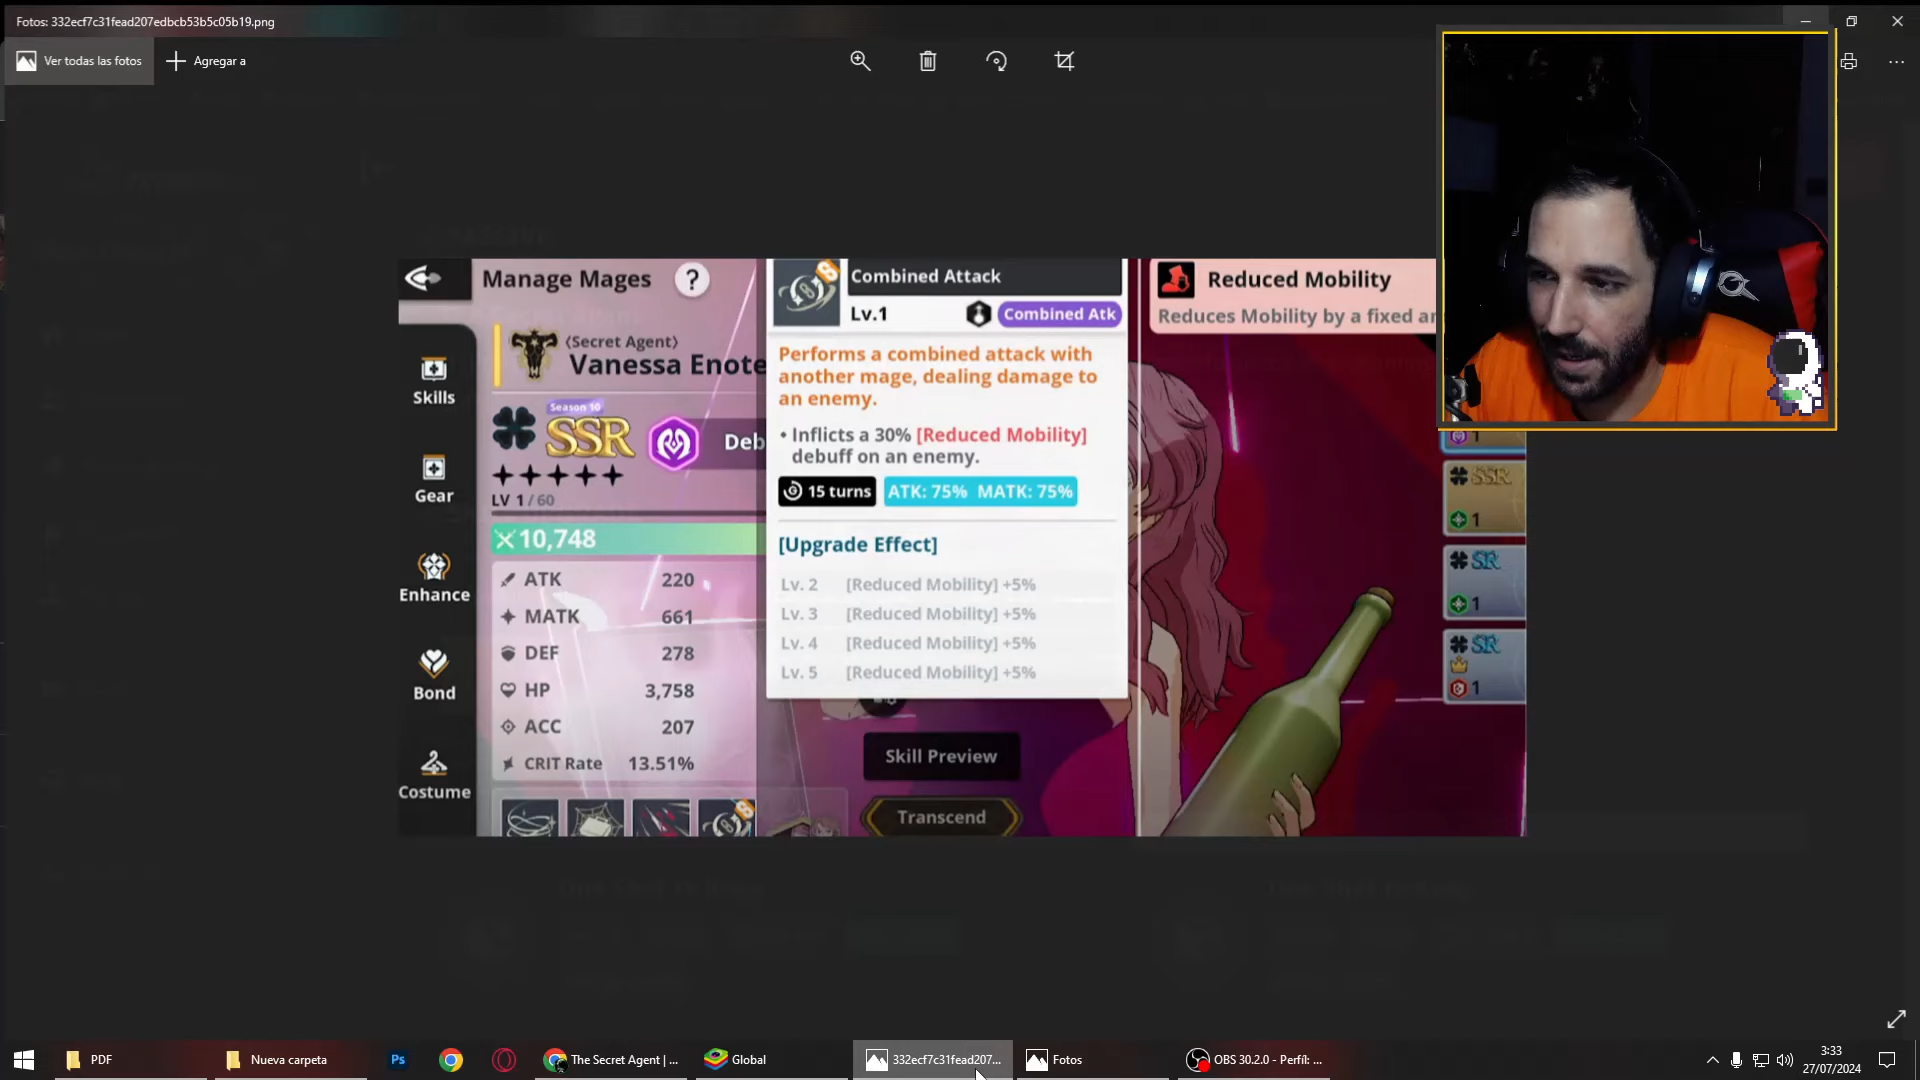 Fotos: 332ecf7c31fead207edbcb53b5c05b19.png
Ver todas las fotos
Agregar a
Manage Mages ?
Skills
Gear
Enhance
Bond
Costume
〈Secret Agent〉
Vanessa Enote
Season 10
SSR
Deb
LV 1 / 60
10,748
ATK 220
MATK 661
DEF 278
HP 3,758
ACC 207
CRIT Rate 13.51%
Combined Attack
Lv.1 Combined Atk
Performs a combined attack with
another mage, dealing damage to
an enemy.
• Inflicts a 30% [Reduced Mobility]
debuff on an enemy.
15 turns ATK: 75% MATK: 75%
[Upgrade Effect]
Lv. 2 [Reduced Mobility] +5%
Lv. 3 [Reduced Mobility] +5%
Lv. 4 [Reduced Mobility] +5%
Lv. 5 [Reduced Mobility] +5%
Skill Preview
Transcend
Reduced Mobility
Reduces Mobility by a fixed
1
SSR
1
SR
1
SR
1
PDF
Nueva carpeta
Ps
The Secret Agent | ...
Global
332ecf7c31fead207...
Fotos
OBS 30.2.0 - Perfil: ...
3:33
27/07/2024